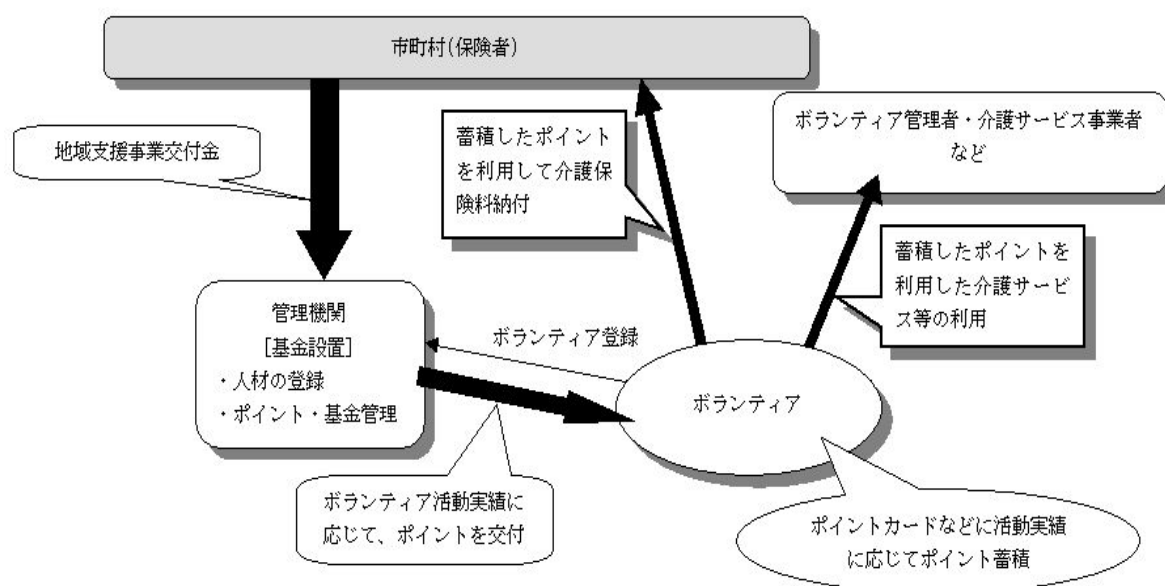 市町村(保険者)
地域支援事業交付金
蓄積したポイント
を利用して介護保
険料納付
ボランティア管理者・介護サービス事業者
など
蓄積したポイントを
利用した介護サービ
ス等の利用
管理機関
[基金設置]
・人材の登録
・ポイント・基金管理
ボランティア登録
ボランティア
ボランティア活動実績に
応じて、ポイントを交付
ポイントカードなどに活動実績
に応じてポイント蓄積